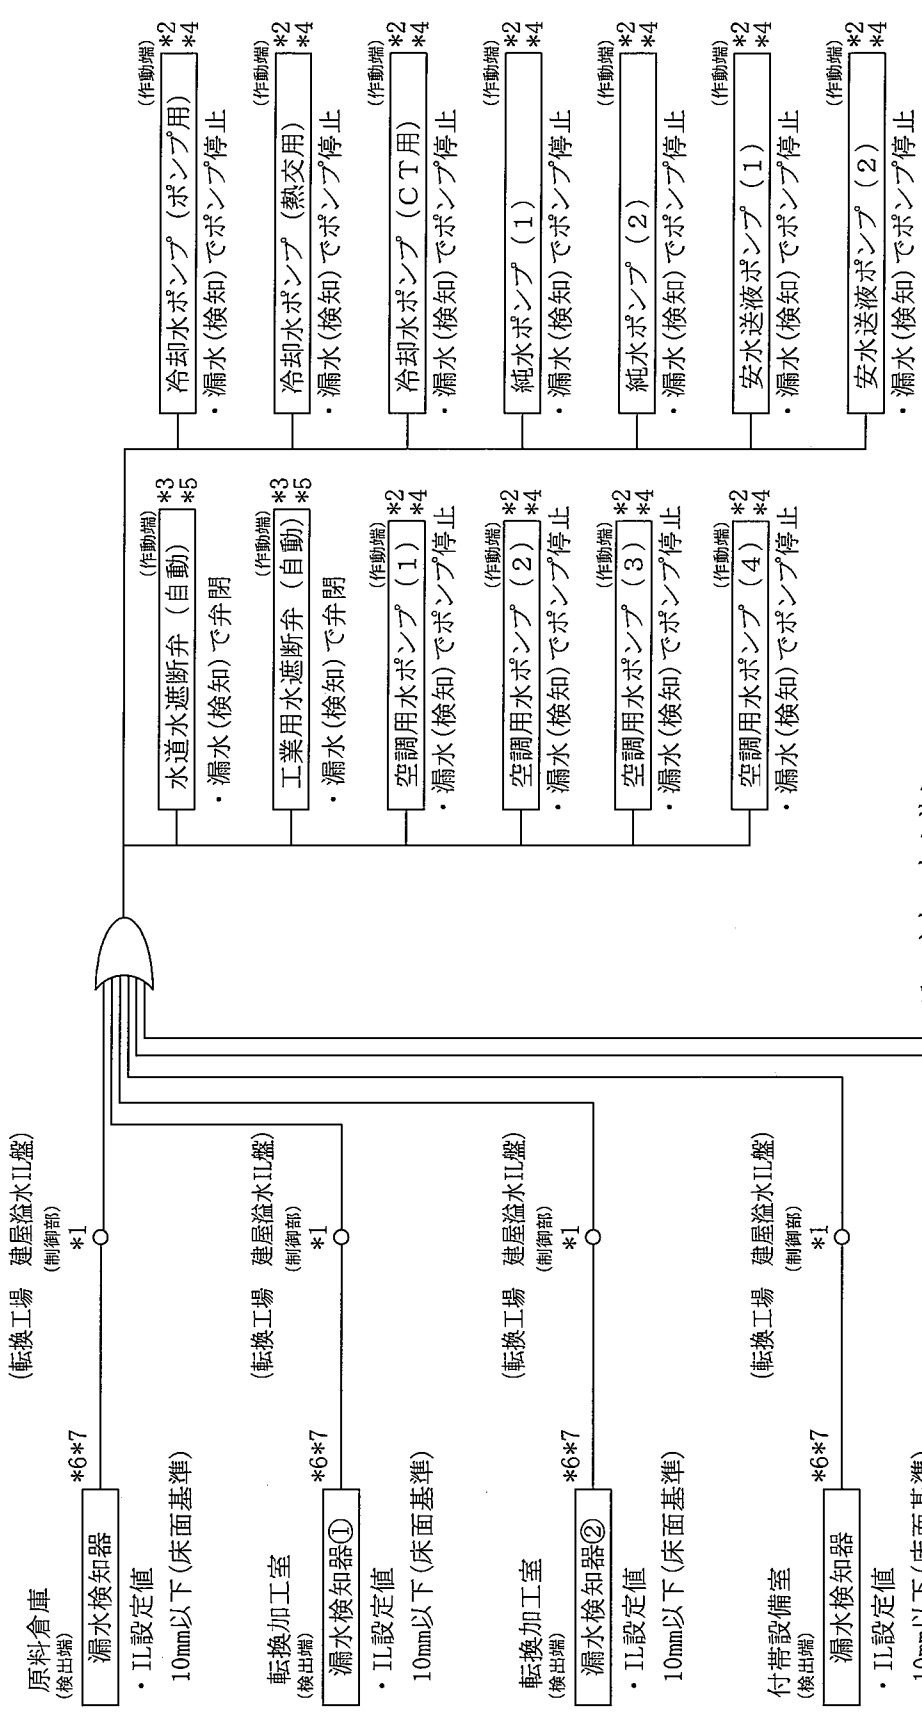 原料倉庫
(検出端)
漏水検知器
*6*7
・IL設定値
10mm以下(床面基準)
(転換工場 建屋溢水IL盤)
(制御部)
*1
転換加工室
(検出端)
漏水検知器①
*6*7
・IL設定値
10mm以下(床面基準)
(転換工場 建屋溢水IL盤)
(制御部)
*1
転換加工室
(検出端)
漏水検知器②
*6*7
・IL設定値
10mm以下(床面基準)
(転換工場 建屋溢水IL盤)
(制御部)
*1
付帯設備室
(検出端)
漏水検知器
*6*7
・IL設定値
10mm以下(床面基準)
(転換工場 建屋溢水IL盤)
(制御部)
*1
(作動端)
水道水遮断弁(自動)
*3
*5
・漏水(検知)で弁閉
(作動端)
工業用水遮断弁(自動)
*3
*5
・漏水(検知)で弁閉
(作動端)
空調用水ポンプ(1)
*2
*4
・漏水(検知)でポンプ停止
(作動端)
空調用水ポンプ(2)
*2
*4
・漏水(検知)でポンプ停止
(作動端)
空調用水ポンプ(3)
*2
*4
・漏水(検知)でポンプ停止
(作動端)
空調用水ポンプ(4)
*2
*4
・漏水(検知)でポンプ停止
(作動端)
冷却水ポンプ(ポンプ用)
*2
*4
・漏水(検知)でポンプ停止
(作動端)
冷却水ポンプ(熱交用)
*2
*4
・漏水(検知)でポンプ停止
(作動端)
冷却水ポンプ(CT用)
*2
*4
・漏水(検知)でポンプ停止
(作動端)
純水ポンプ(1)
*2
*4
・漏水(検知)でポンプ停止
(作動端)
純水ポンプ(2)
*2
*4
・漏水(検知)でポンプ停止
(作動端)
安水送液ポンプ(1)
*2
*4
・漏水(検知)でポンプ停止
(作動端)
安水送液ポンプ(2)
*2
*4
・漏水(検知)でポンプ停止